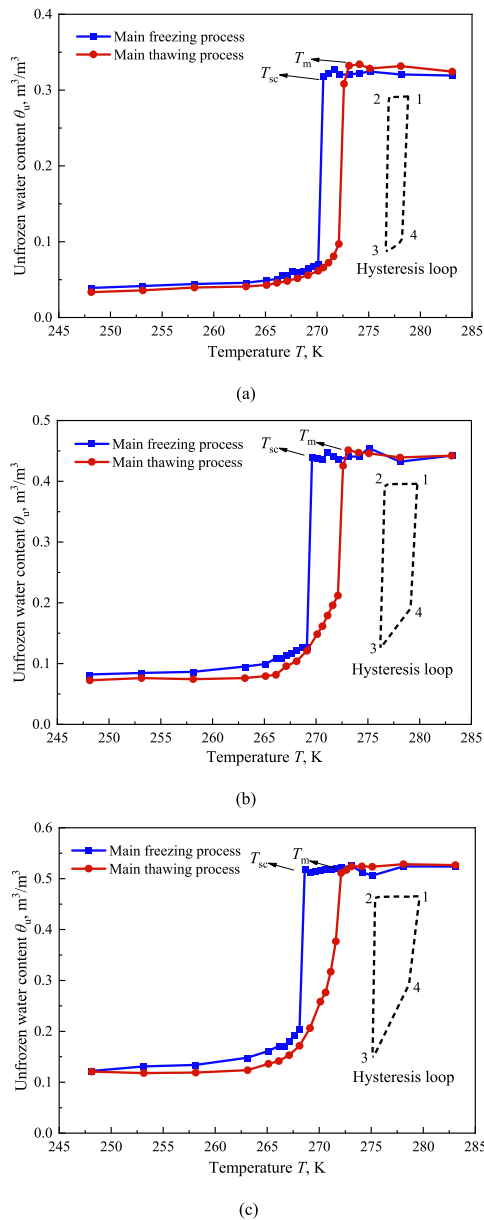 0.4
Main freezing process
Main thawing process
Tₘ
T_sc
0.3
2
1
0.2
Unfrozen water content θᵤ, m³/m³
4
0.1
3
Hysteresis loop
0.0
245 250 255 260 265 270 275 280 285
Temperature T, K
(a)
0.5
Main freezing process
Main thawing process
T_sc
Tₘ
0.4
2
1
0.3
Unfrozen water content θᵤ, m³/m³
0.2
4
3
Hysteresis loop
0.1
0.0
245 250 255 260 265 270 275 280 285
Temperature T, K
(b)
0.6
Main freezing process
Main thawing process
T_sc
Tₘ
0.5
2
1
0.4
Unfrozen water content θᵤ, m³/m³
0.3
4
0.2
3
Hysteresis loop
0.1
0.0
245 250 255 260 265 270 275 280 285
Temperature T, K
(c)